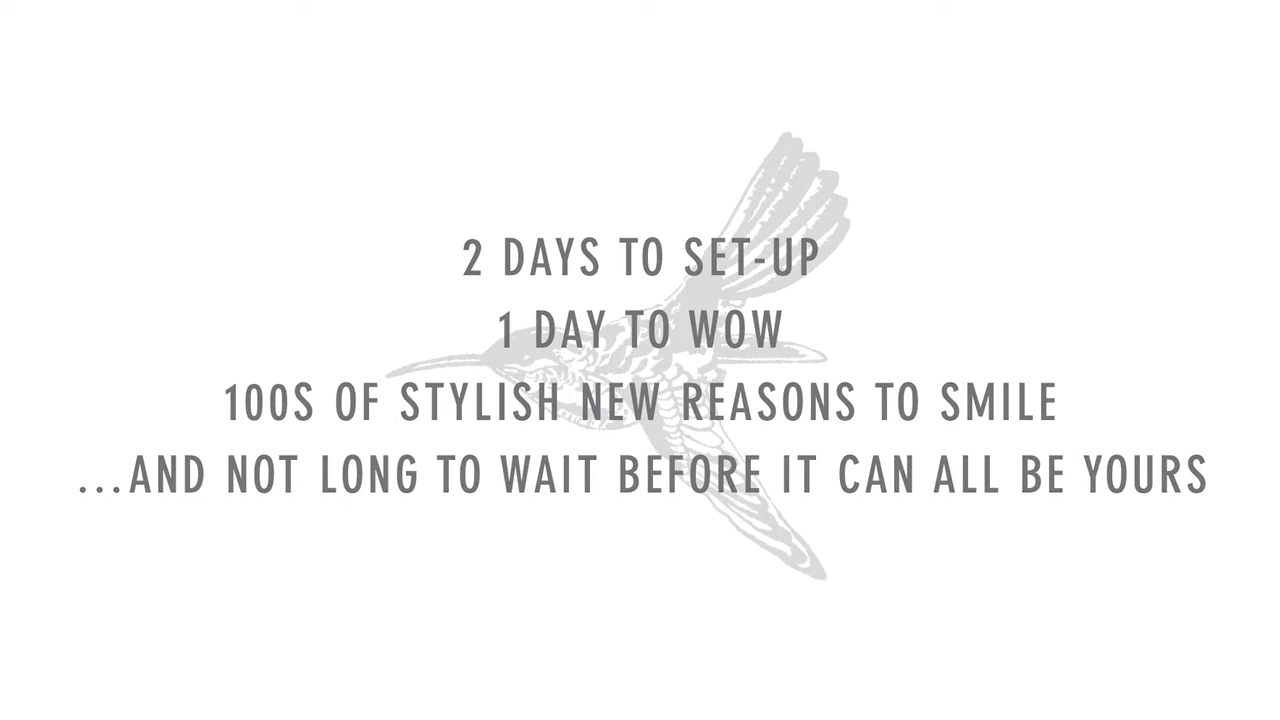 2 DAYS TO SET-UP
1 DAY TO WOW
100S OF STYLISH NEW REASONS TO SMILE
...AND NOT LONG TO WAIT BEFORE IT CAN ALL BE YOURS